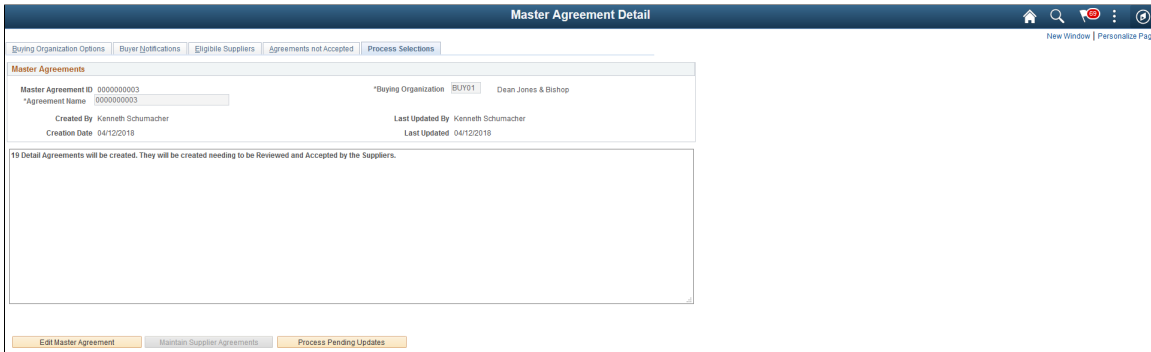 Master Agreement Detail
69
New Window | Personalize Pag
Buying Organization Options Buyer Notifications Eligibile Suppliers Agreements not Accepted Process Selections
Master Agreements
Master Agreement ID 0000000003 *Buying Organization BUY01 Dean Jones & Bishop
*Agreement Name 0000000003
Created By Kenneth Schumacher Last Updated By Kenneth Schumacher
Creation Date 04/12/2018 Last Updated 04/12/2018
19 Detail Agreements will be created. They will be created needing to be Reviewed and Accepted by the Suppliers.
Edit Master Agreement Maintain Supplier Agreements Process Pending Updates